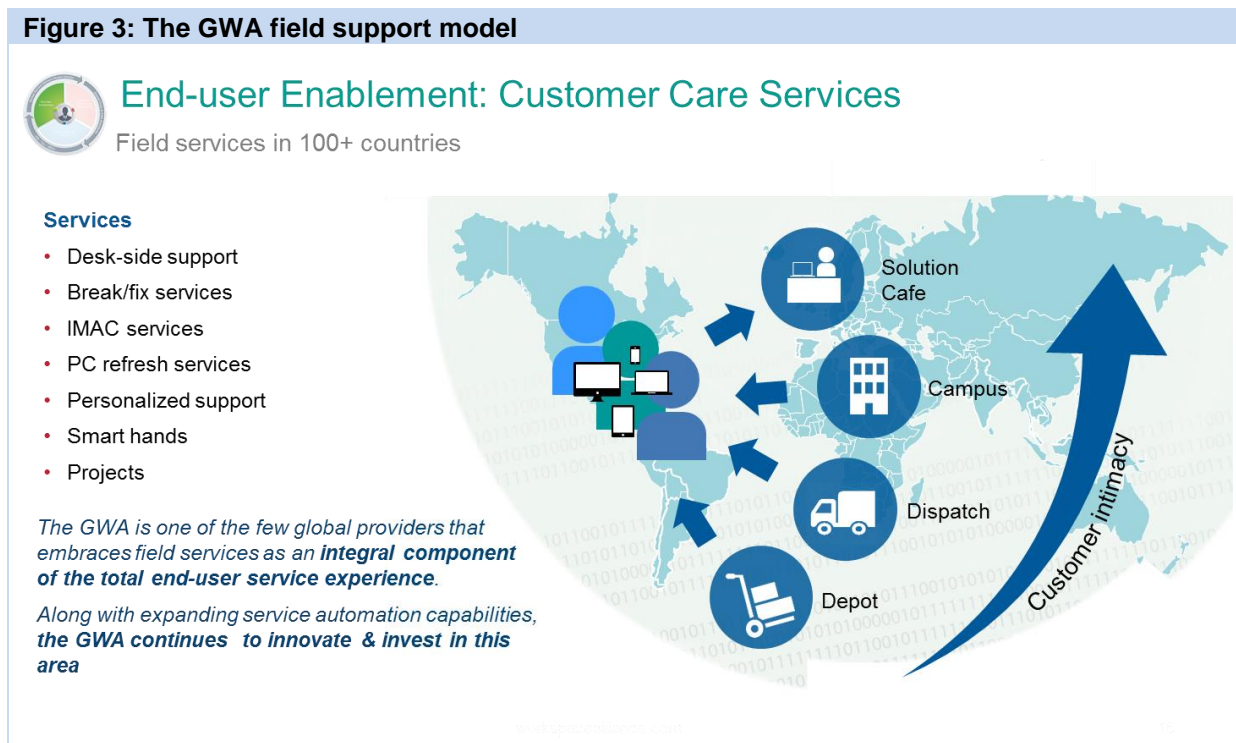 Figure 3: The GWA field support model
End-user Enablement: Customer Care Services
Field services in 100+ countries
Services
• Desk-side support
• Break/fix services
• IMAC services
• PC refresh services
• Personalized support
• Smart hands
• Projects
The GWA is one of the few global providers that
embraces field services as an integral component
of the total end-user service experience.
Along with expanding service automation capabilities,
the GWA continues to innovate & invest in this
area
Solution
Cafe
Campus
Dispatch
Depot
Customer intimacy